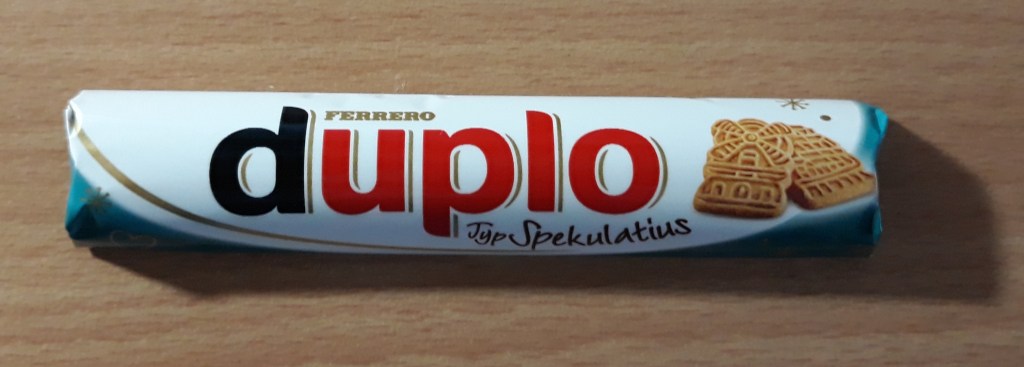 FERRERO
duplo
Typ Spekulatius